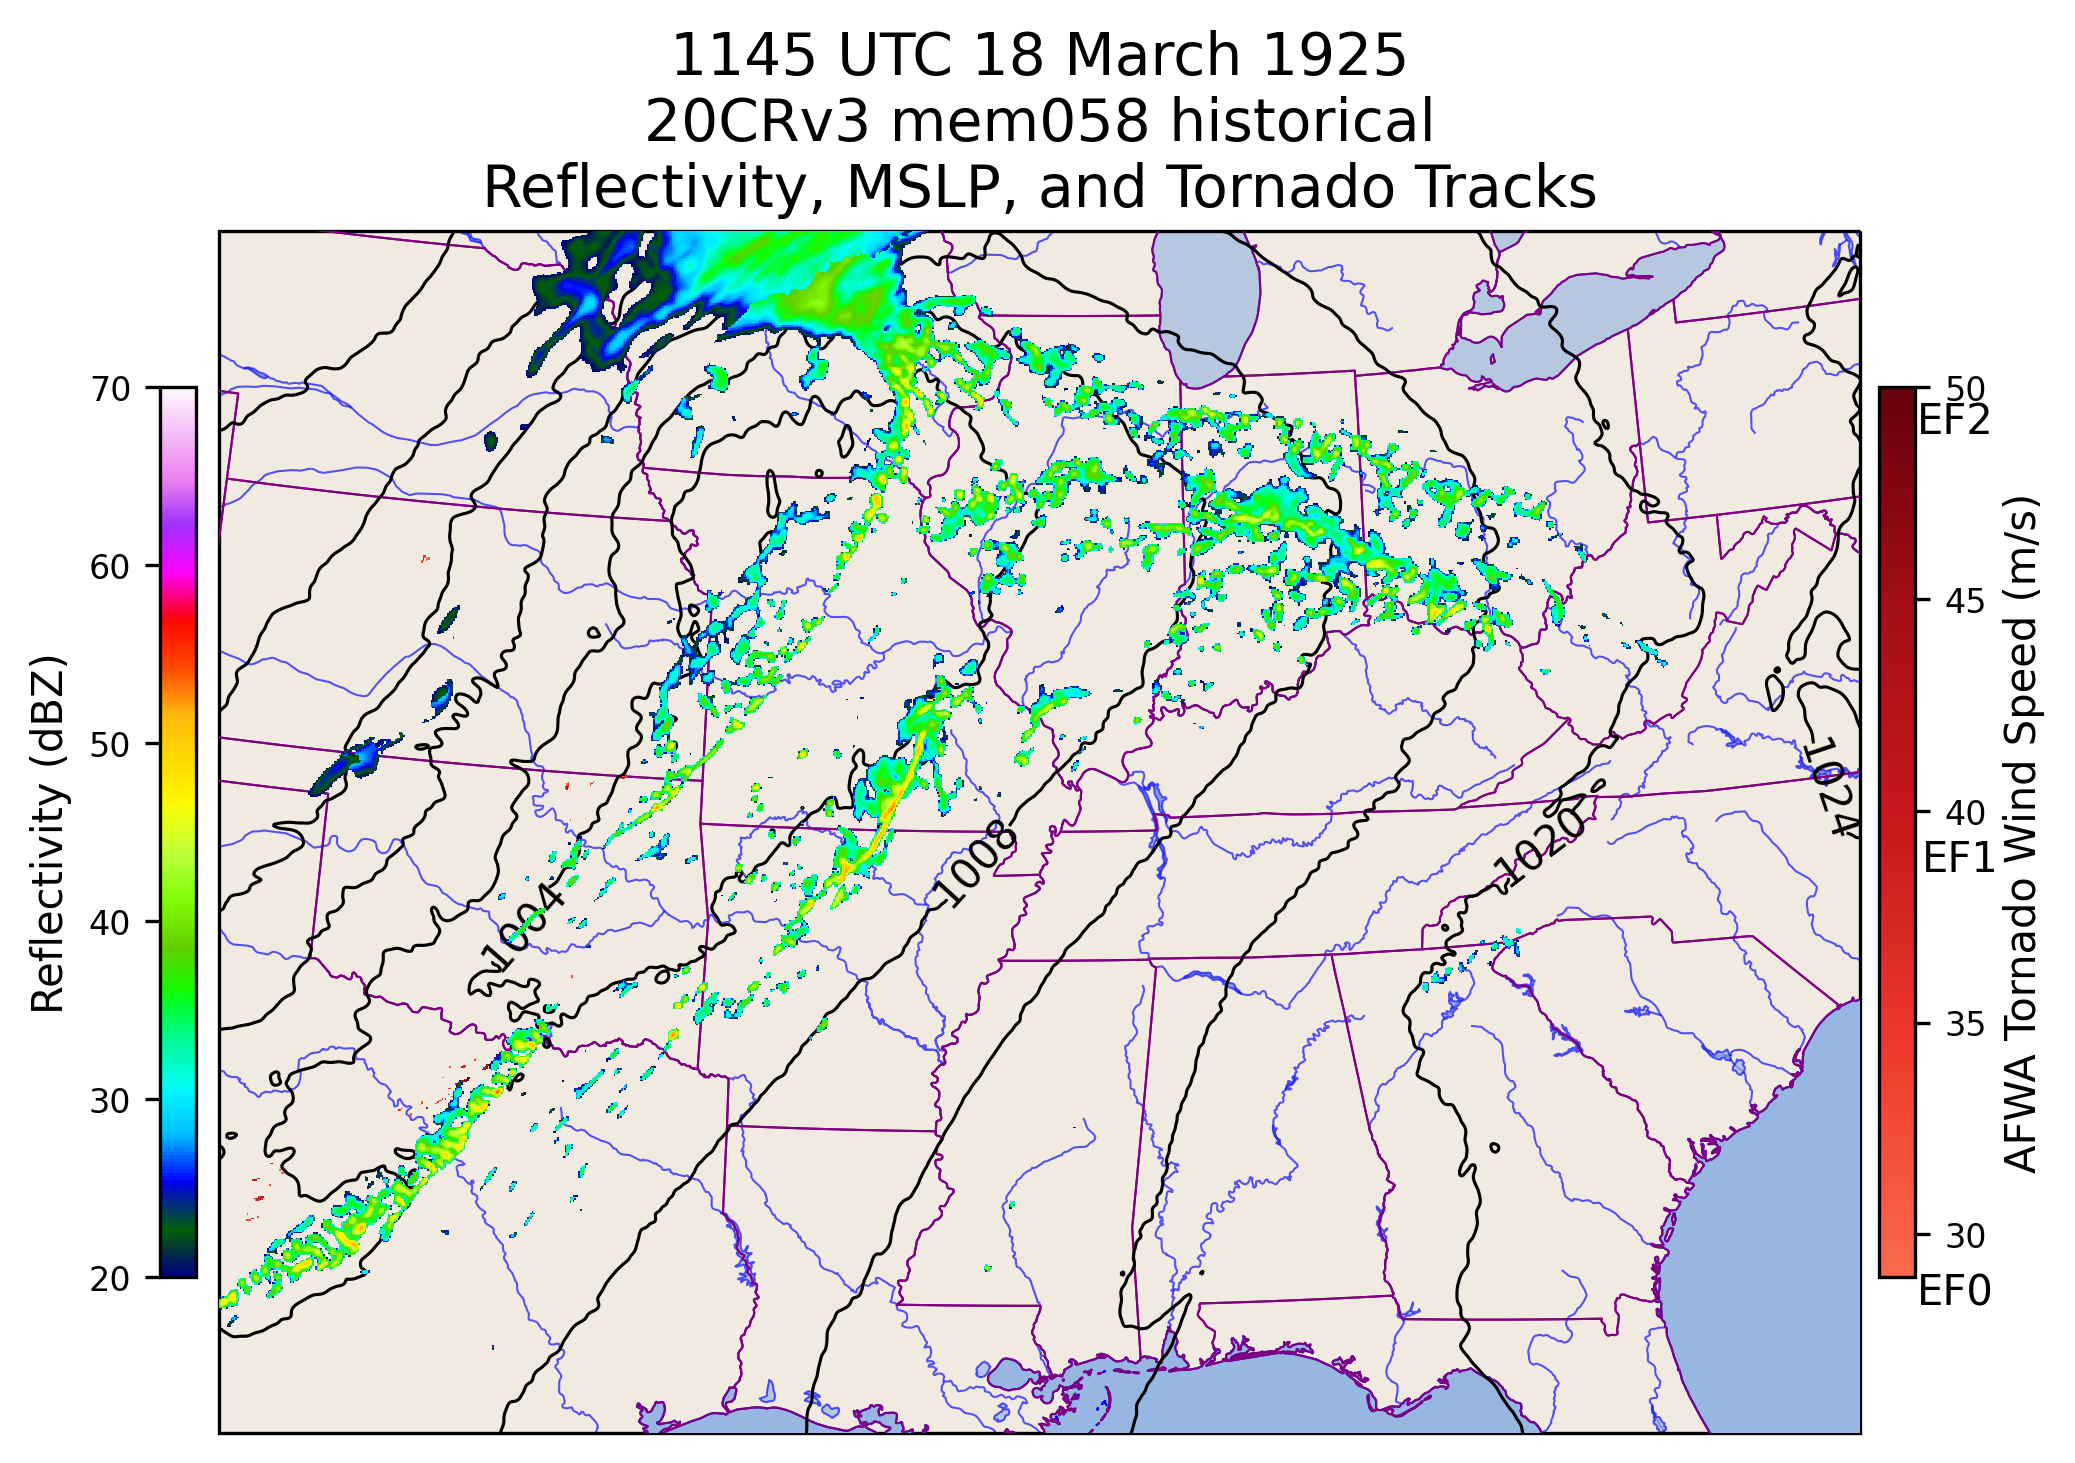 1145 UTC 18 March 1925
20CRv3 mem058 historical
Reflectivity, MSLP, and Tornado Tracks
70
60
50
40
30
20
Reflectivity (dBZ)
1004
1008
1020
1024
50
EF2
45
40
EF1
35
30
EF0
AFWA Tornado Wind Speed (m/s)